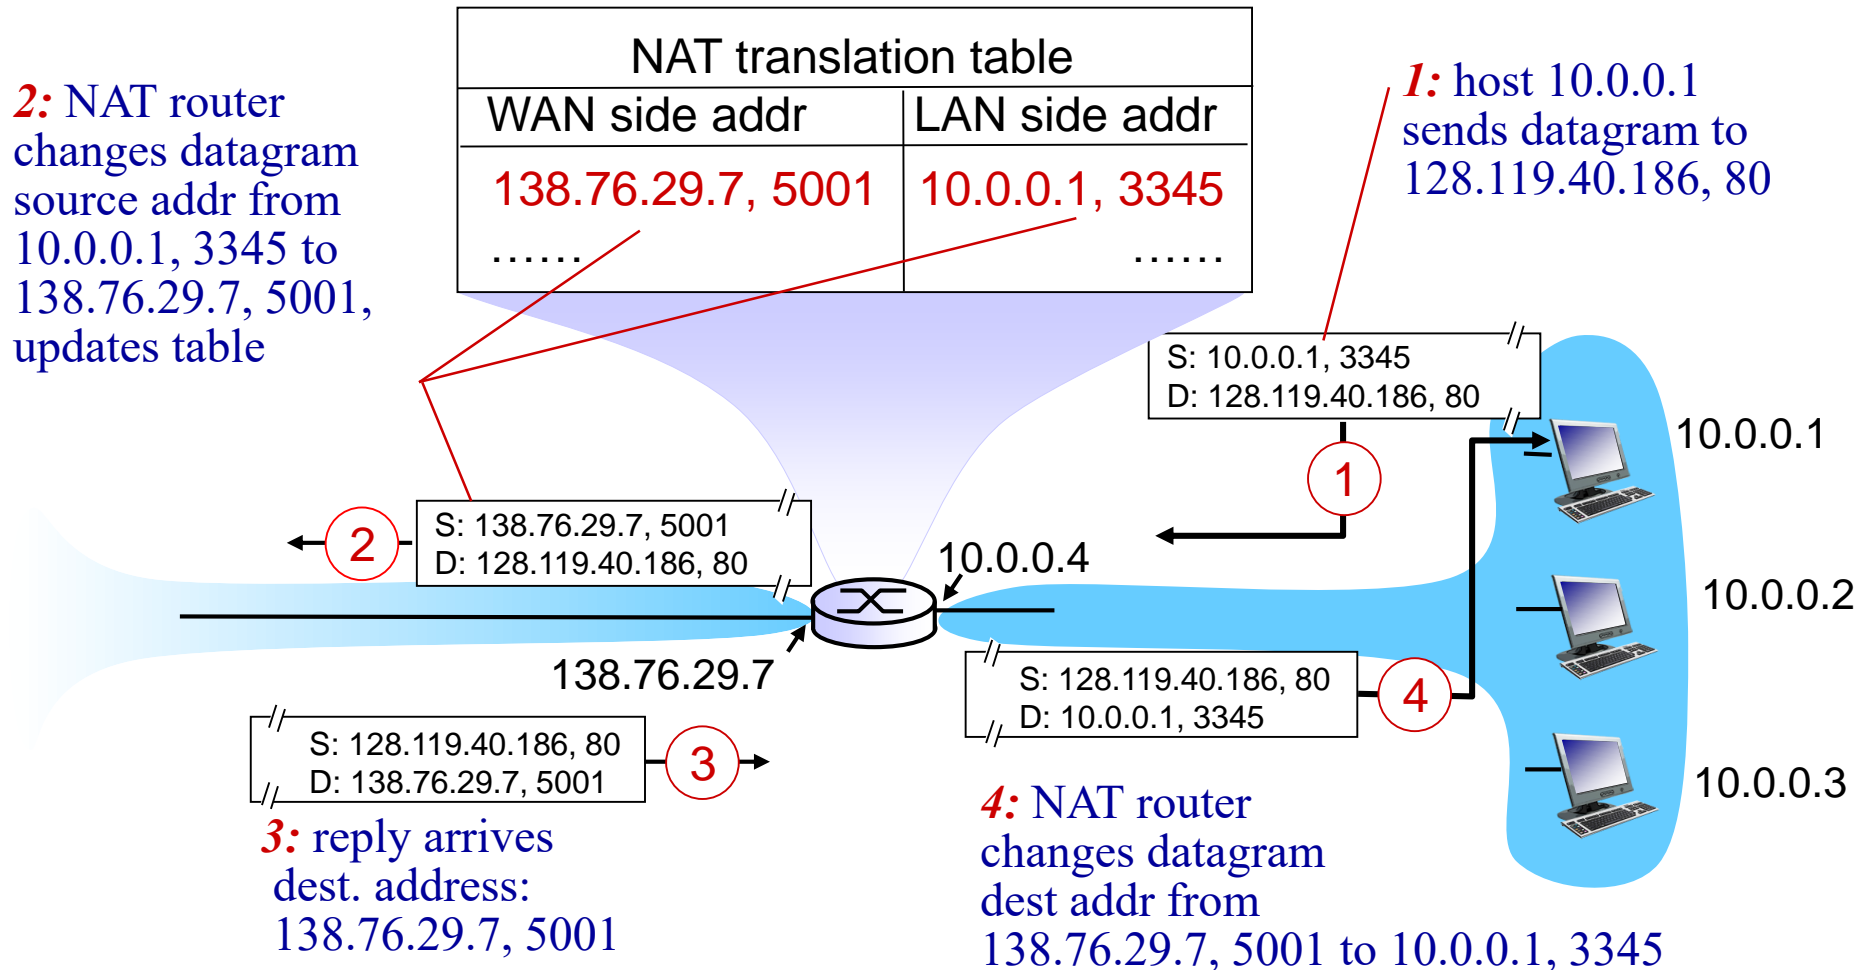 NAT translation table
WAN side addr
LAN side addr
138.76.29.7, 5001
10.0.0.1, 3345
......
......
2: NAT router
changes datagram
source addr from
10.0.0.1, 3345 to
138.76.29.7, 5001,
updates table
1: host 10.0.0.1
sends datagram to
128.119.40.186, 80
S: 10.0.0.1, 3345
D: 128.119.40.186, 80
1
10.0.0.1
S: 138.76.29.7, 5001
D: 128.119.40.186, 80
2
10.0.0.4
10.0.0.2
138.76.29.7
S: 128.119.40.186, 80
D: 10.0.0.1, 3345
4
S: 128.119.40.186, 80
D: 138.76.29.7, 5001
3
10.0.0.3
3: reply arrives
dest. address:
138.76.29.7, 5001
4: NAT router
changes datagram
dest addr from
138.76.29.7, 5001 to 10.0.0.1, 3345